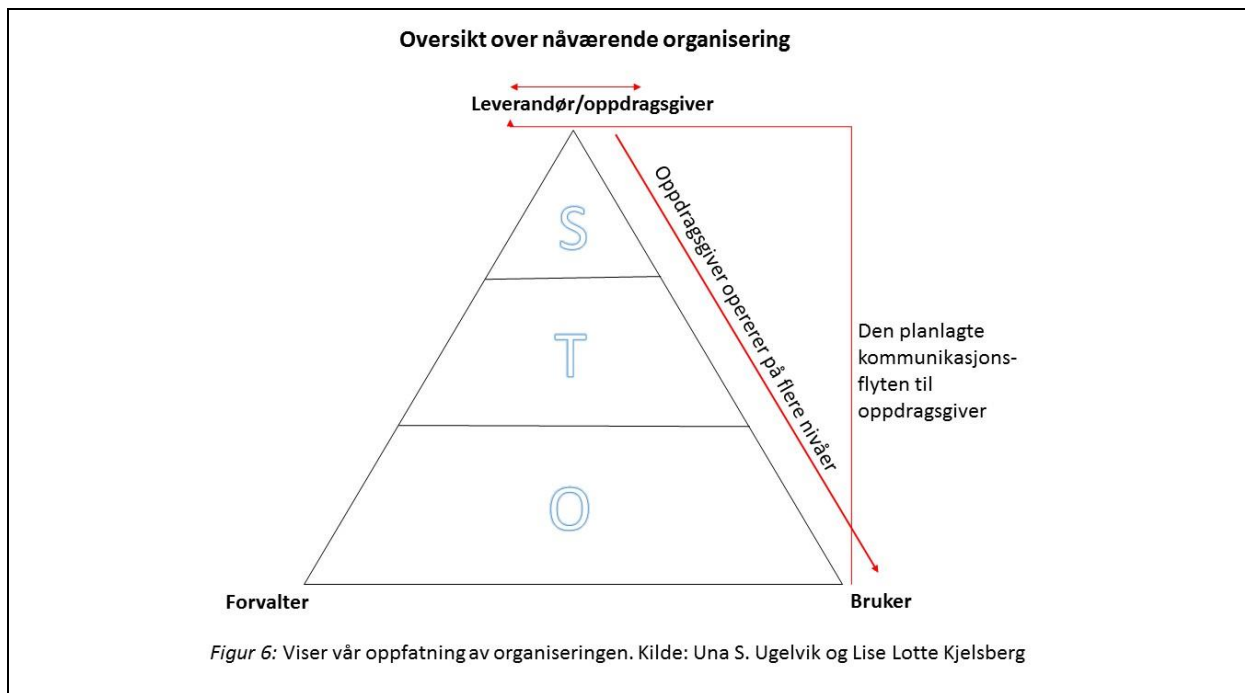 Oversikt over nåværende organisering
Leverandør/oppdragsgiver
S
T
O
Oppdragsgiver opererer på flere nivåer
Den planlagte
kommunikasjons-
flyten til
oppdragsgiver
Forvalter
Bruker
Figur 6: Viser vår oppfatning av organiseringen. Kilde: Una S. Ugelvik og Lise Lotte Kjelsberg